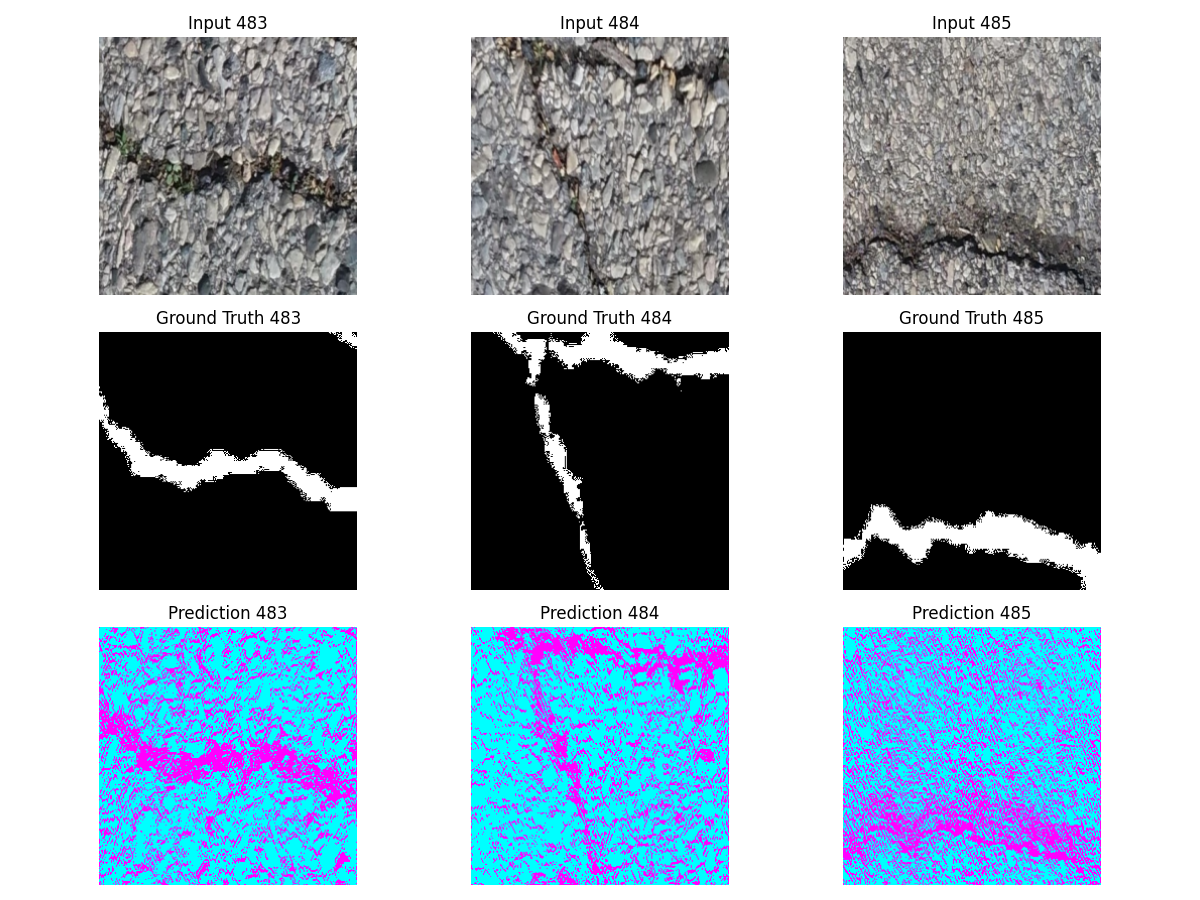 Input 483
Input 484
Input 485
Ground Truth 483
Ground Truth 484
Ground Truth 485
Prediction 483
Prediction 484
Prediction 485